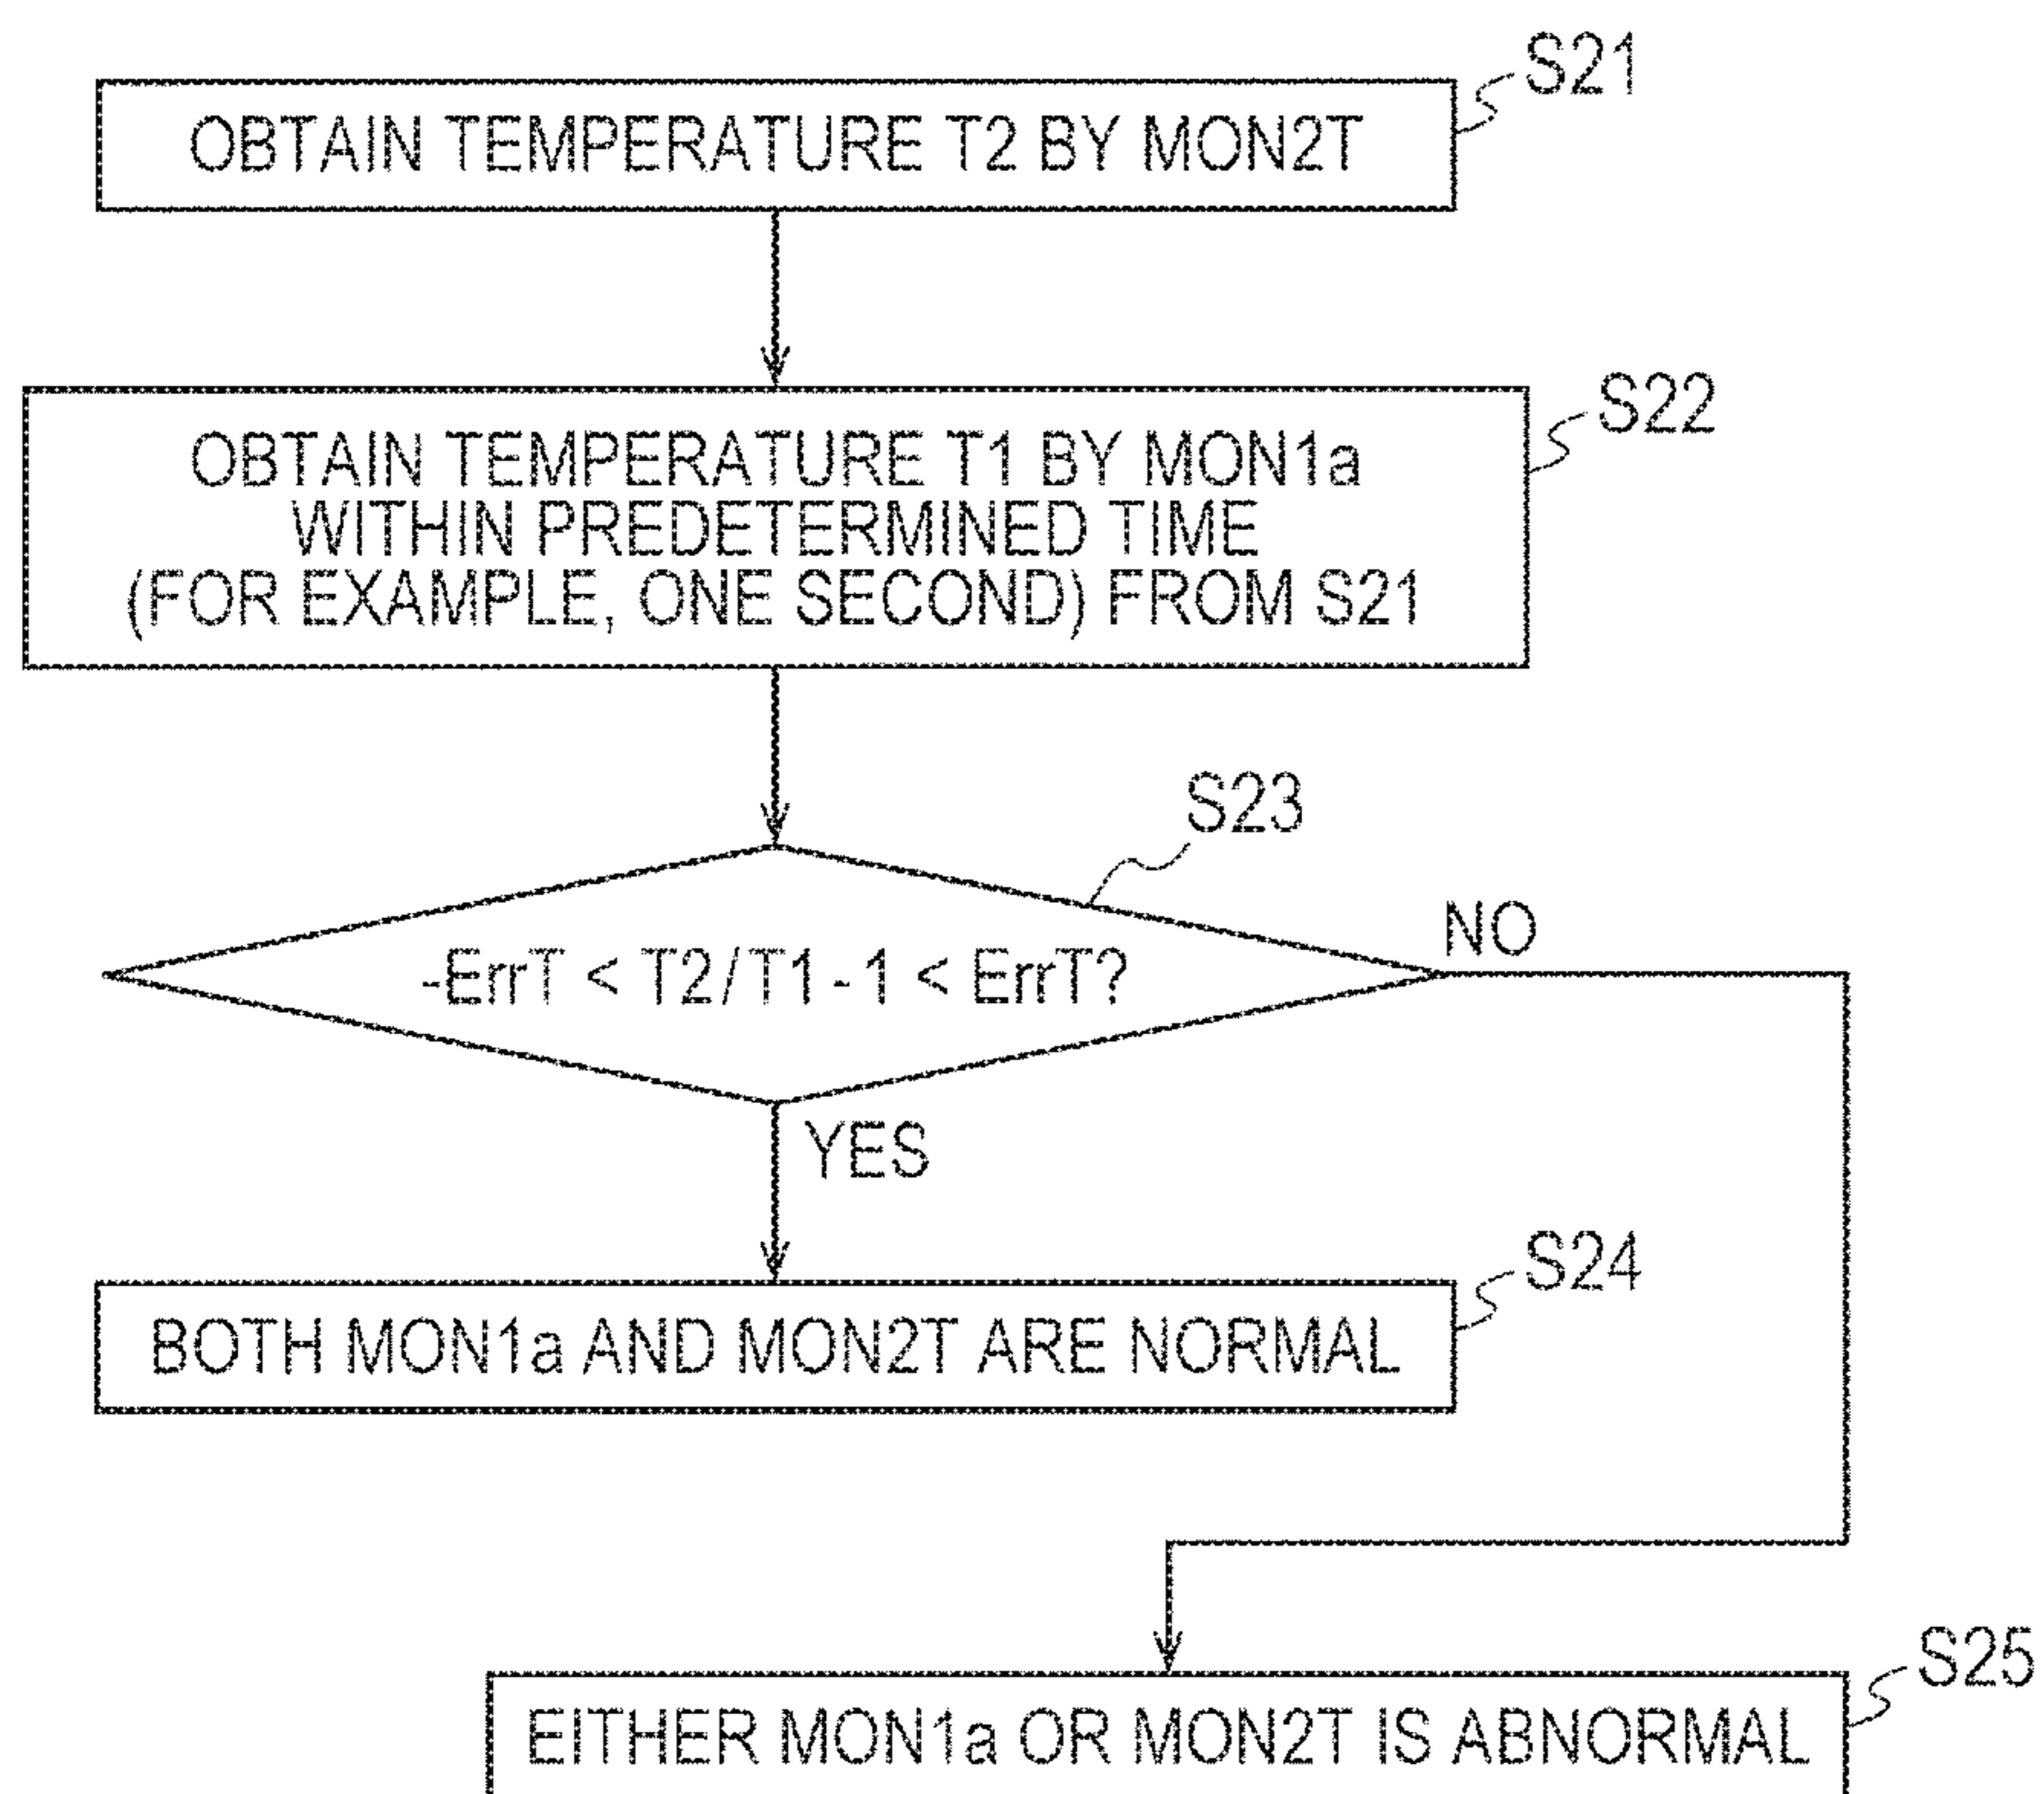 S21
OBTAIN TEMPERATURE T2 BY MON2T
S22
OBTAIN TEMPERATURE T1 BY MON1a
WITHIN PREDETERMINED TIME
(FOR EXAMPLE, ONE SECOND) FROM S21
S23
NO
-ErrT < T2/T1-1 < ErrT?
YES
S24
BOTH MON1a AND MON2T ARE NORMAL
S25
EITHER MON1a OR MON2T IS ABNORMAL